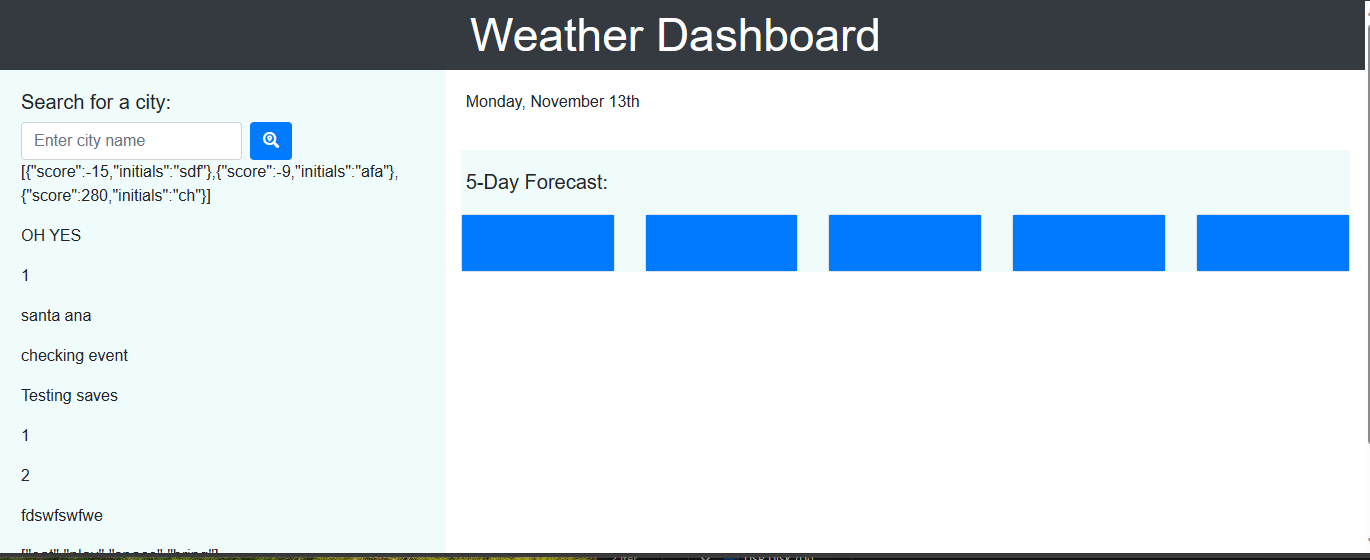 Weather Dashboard
Search for a city:
Enter city name
[{"score":-15,"initials":"sdf"},{"score":-9,"initials":"afa"},
{"score":280,"initials":"ch"}]
OH YES
1
santa ana
checking event
Testing saves
1
2
fdswfswfwe
Monday, November 13th
5-Day Forecast: